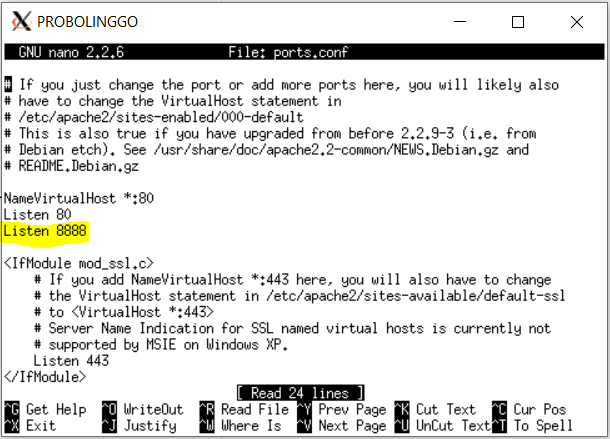 PROBOLINGGO
GNU nano 2.2.6 File: ports.conf
# If you just change the port or add more ports here, you will likely also
# have to change the VirtualHost statement in
# /etc/apache2/sites-enabled/000-default
# This is also true if you have upgraded from before 2.2.9-3 (i.e. from
# Debian etch). See /usr/share/doc/apache2.2-common/NEWS.Debian.gz and
# README.Debian.gz
NameVirtualHost *:80
Listen 80
Listen 8888
<IfModule mod_ssl.c>
# If you add NameVirtualHost *:443 here, you will also have to change
# the VirtualHost statement in /etc/apache2/sites-available/default-ssl
# to <VirtualHost *:443>
# Server Name Indication for SSL named virtual hosts is currently not
# supported by MSIE on Windows XP.
Listen 443
</IfModule>
[ Read 24 lines ]
^G Get Help ^O WriteOut ^R Read File ^Y Prev Page ^K Cut Text ^C Cur Pos
^X Exit ^J Justify ^W Where Is ^V Next Page ^U UnCut Text ^T To Spell